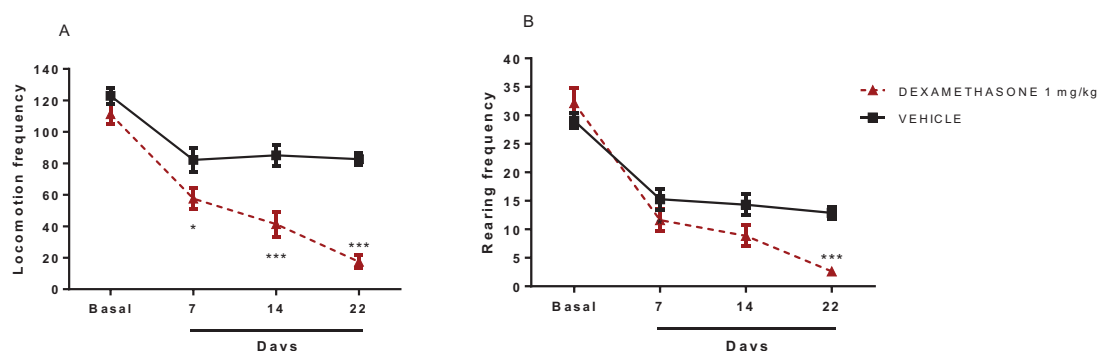 A
Locomotion frequency
140
120
100
80
60
40
20
0
*
***
***
Basal
7
14
22
Days
B
Rearing frequency
40
35
30
25
20
15
10
5
0
***
Basal
7
14
22
Days
DEXAMETHASONE 1 mg/kg
VEHICLE